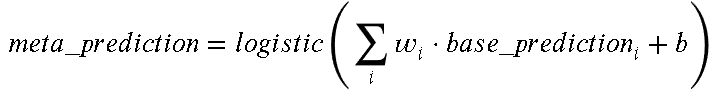 meta_prediction = logistic( ∑_i w_i · base_prediction_i + b )